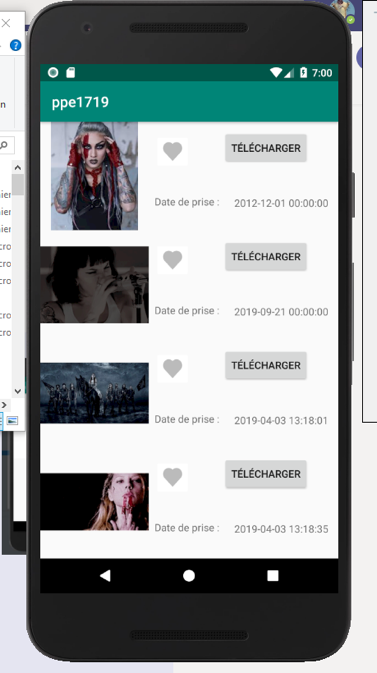 7:00
ppe1719
TÉLÉCHARGER
Date de prise : 2012-12-01 00:00:00
TÉLÉCHARGER
Date de prise : 2019-09-21 00:00:00
TÉLÉCHARGER
Date de prise : 2019-04-03 13:18:01
TÉLÉCHARGER
Date de prise : 2019-04-03 13:18:35